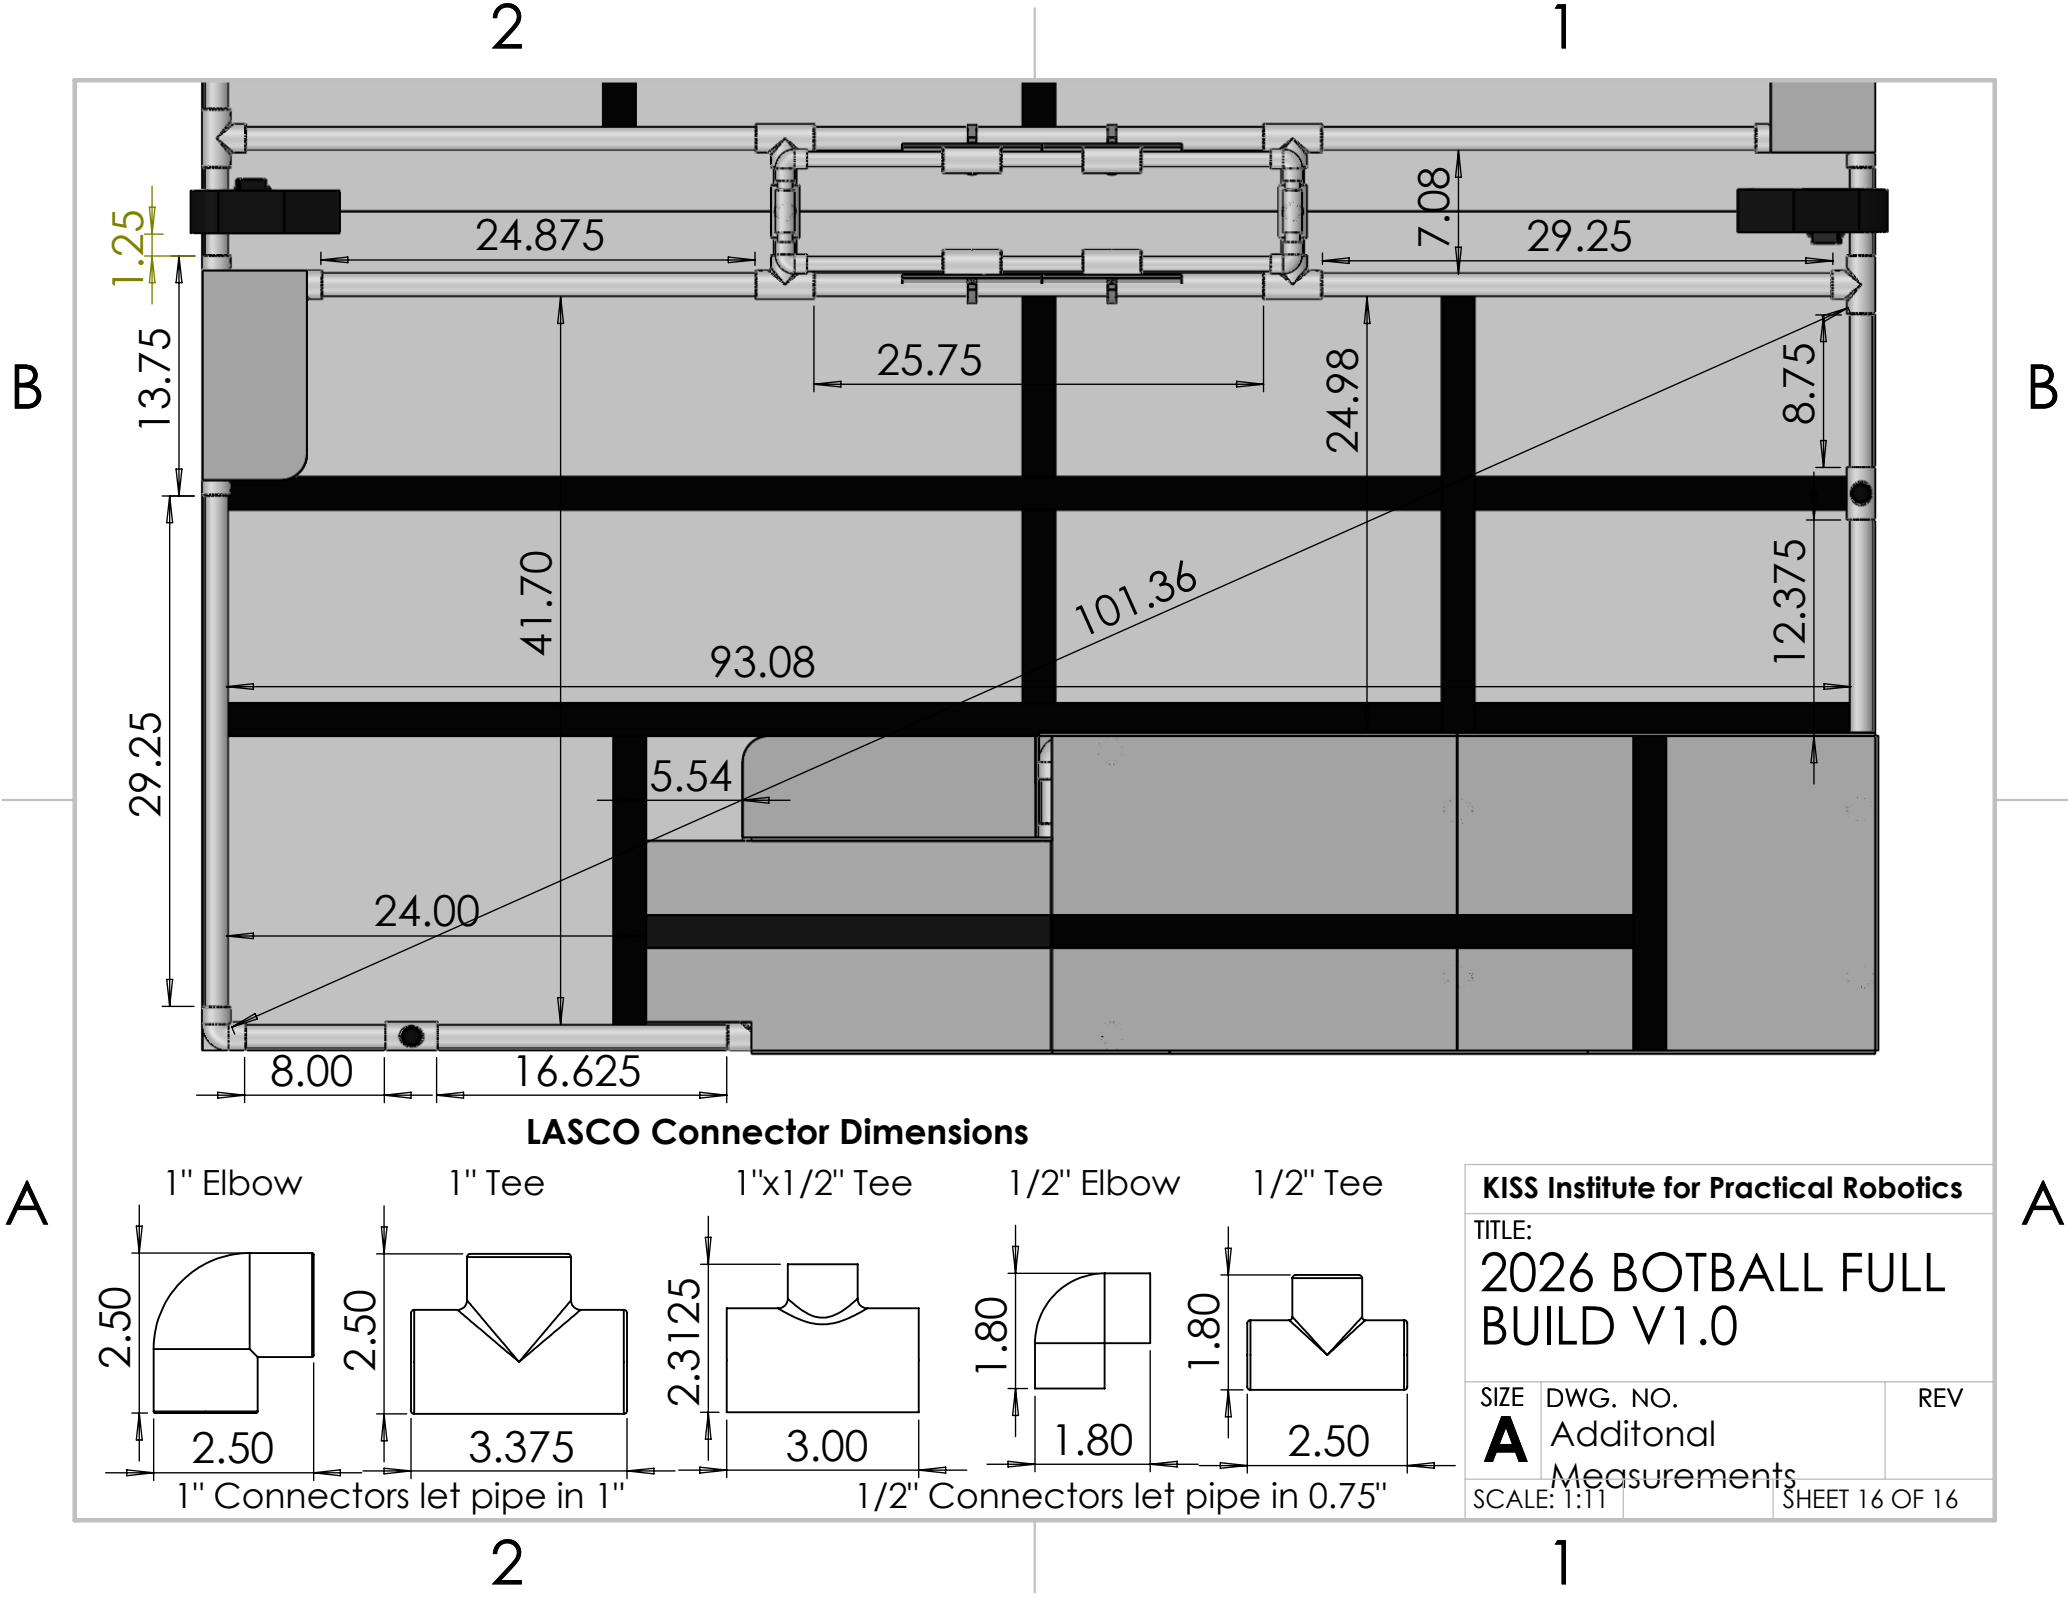 2
1
1.25
24.875
7.08
29.25
13.75
25.75
24.98
8.75
B
B
41.70
101.36
12.375
93.08
29.25
5.54
24.00
8.00
16.625
LASCO Connector Dimensions
1" Elbow
1" Tee
1"x1/2" Tee
1/2" Elbow
1/2" Tee
A
A
2.50
2.50
2.3125
1.80
1.80
2.50
3.375
3.00
1.80
2.50
1" Connectors let pipe in 1"
1/2" Connectors let pipe in 0.75"
KISS Institute for Practical Robotics
TITLE:
2026 BOTBALL FULL
BUILD V1.0
SIZE
DWG. NO.
REV
A
Additonal
Measurements
SCALE: 1:11
SHEET 16 OF 16
2
1